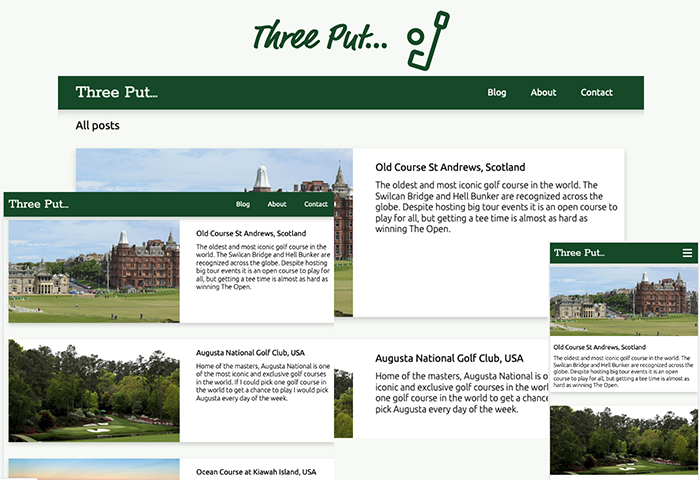 Three Put...
Three Put...
Blog
About
Contact
All posts
Old Course St Andrews, Scotland
The oldest and most iconic golf course in the world. The
Swilcan Bridge and Hell Bunker are recognized across the
globe. Despite hosting big tour events it is an open course to
play for all, but getting a tee time is almost as hard as
winning The Open.
Augusta National Golf Club, USA
Home of the masters, Augusta National is o
iconic and exclusive golf courses in the worl
one golf course in the world to get a chance
pick Augusta every day of the week.
Three Put...
Blog
About
Contact
Old Course St Andrews, Scotland
The oldest and most iconic golf course in the
world. The Swilcan Bridge and Hell Bunker are
recognized across the globe. Despite hosting
big tour events it is an open course to play for
all, but getting a tee time is almost as hard as
winning The Open.
Augusta National Golf Club, USA
Home of the masters, Augusta National is one
of the most iconic and exclusive golf courses
in the world. If I could pick one golf course
in the world to get a chance to play I would pick
Augusta every day of the week.
Ocean Course at Kiawah Island, USA
Three Put...
Old Course St Andrews, Scotland
The oldest and most iconic golf course in the world. The
Swilcan Bridge and Hell Bunker are recognized across the
globe. Despite hosting big tour events it is an open
course to play for all, but getting a tee time is almost as
hard as winning The Open.